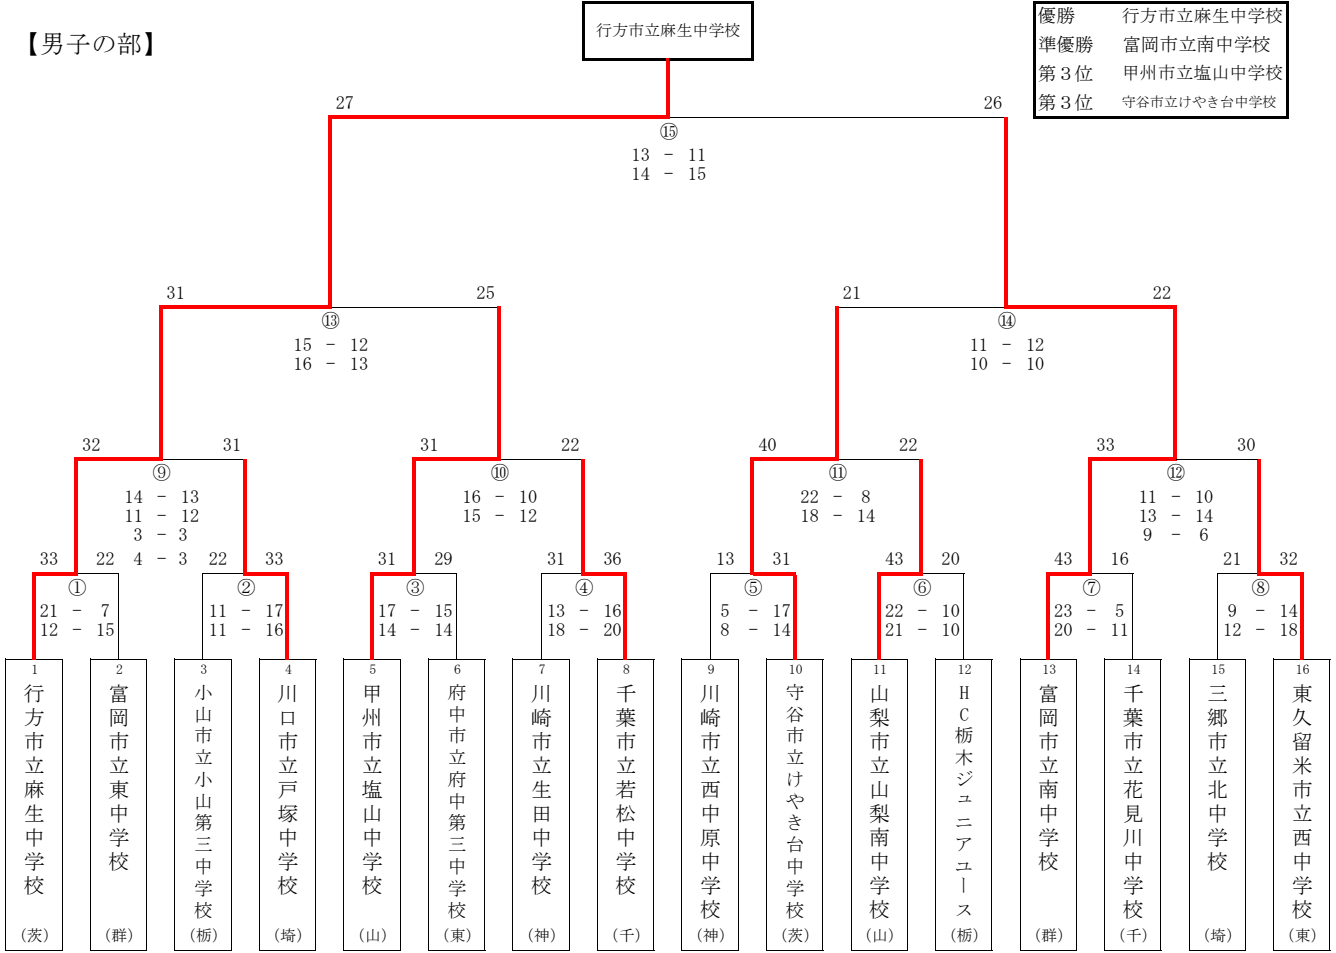 【男子の部】
行方市立麻生中学校
優勝 行方市立麻生中学校
準優勝 富岡市立南中学校
第３位 甲州市立塩山中学校
第３位 守谷市立けやき台中学校
27 26
⑮
13 － 11
14 － 15
31 25 21 22
⑬ ⑭
15 － 12 11 － 12
16 － 13 10 － 10
32 31 31 22 40 22 33 30
⑨ ⑩ ⑪ ⑫
14 － 13 16 － 10 22 － 8 11 － 10
11 － 12 15 － 12 18 － 14 13 － 14
3 － 3 9 － 6
33 22 4 － 3 22 33 31 29 31 36 13 31 43 20 43 16 21 32
① ② ③ ④ ⑤ ⑥ ⑦ ⑧
21 － 7 11 － 17 17 － 15 13 － 16 5 － 17 22 － 10 23 － 5 9 － 14
12 － 15 11 － 16 14 － 14 18 － 20 8 － 14 21 － 10 20 － 11 12 － 18
1 行方市立麻生中学校 （茨）
2 富岡市立東中学校 （群）
3 小山市立小山第三中学校 （栃）
4 川口市立戸塚中学校 （埼）
5 甲州市立塩山中学校 （山）
6 府中市立府中第三中学校 （東）
7 川崎市立生田中学校 （神）
8 千葉市立若松中学校 （千）
9 川崎市立西中原中学校 （神）
10 守谷市立けやき台中学校 （茨）
11 山梨市立山梨南中学校 （山）
12 ＨＣ栃木ジュニアユース （栃）
13 富岡市立南中学校 （群）
14 千葉市立花見川中学校 （千）
15 三郷市立北中学校 （埼）
16 東久留米市立西中学校 （東）